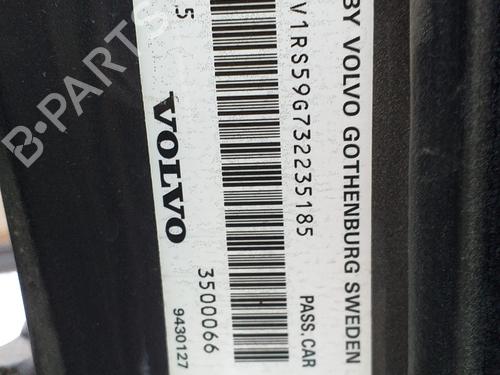 BY VOLVO GOTHENBURG SWEDEN
V1RS59G732235185
PASS. CAR
.5
VOLVO
3500066
9430127
B-PARTS